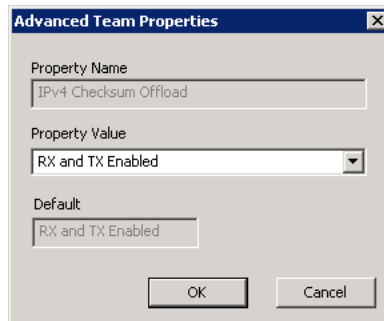 Advanced Team Properties
Property Name
IPv4 Checksum Offload
Property Value
RX and TX Enabled
Default
RX and TX Enabled
OK
Cancel